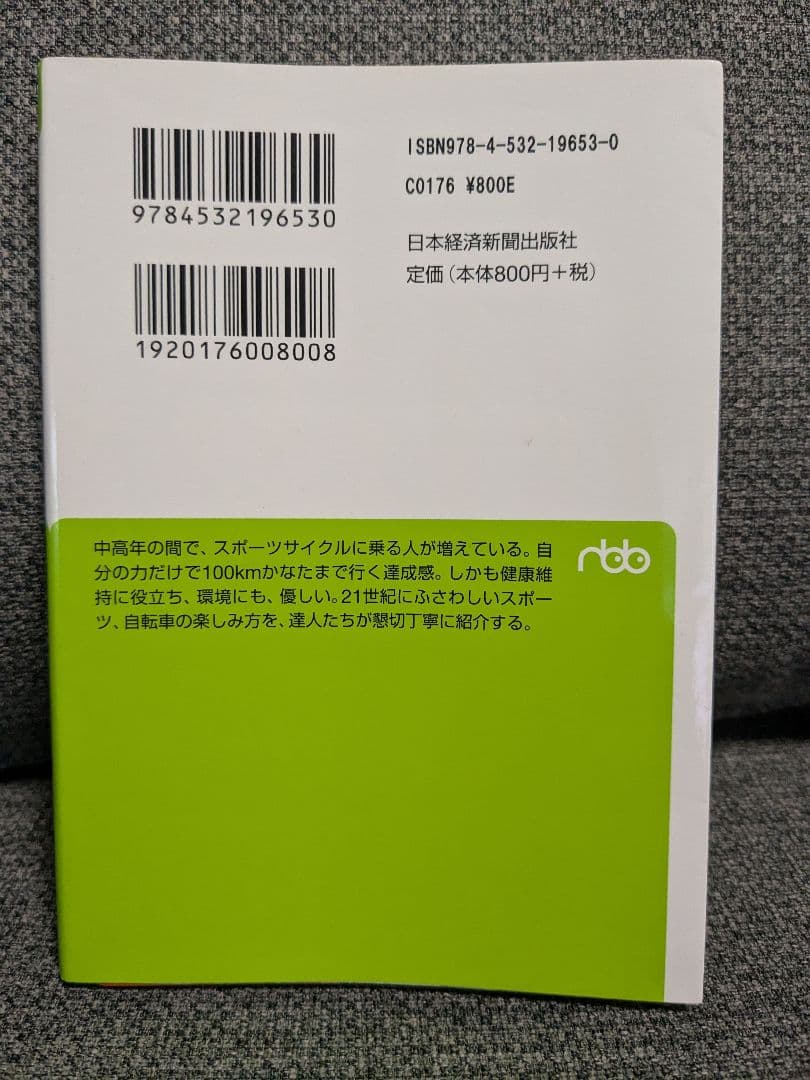 ISBN978-4-532-19653-0
C0176 ¥800E
9784532196530
日本経済新聞出版社
定価（本体800円＋税）
1920176008008
中高年の間で、スポーツサイクルに乗る人が増えている。自
分の力だけで100kmかなたまで行く達成感。しかも健康維
持に役立ち、環境にも、優しい。21世紀にふさわしいスポー
ツ、自転車の楽しみ方を、達人たちが懇切丁寧に紹介する。
nbb